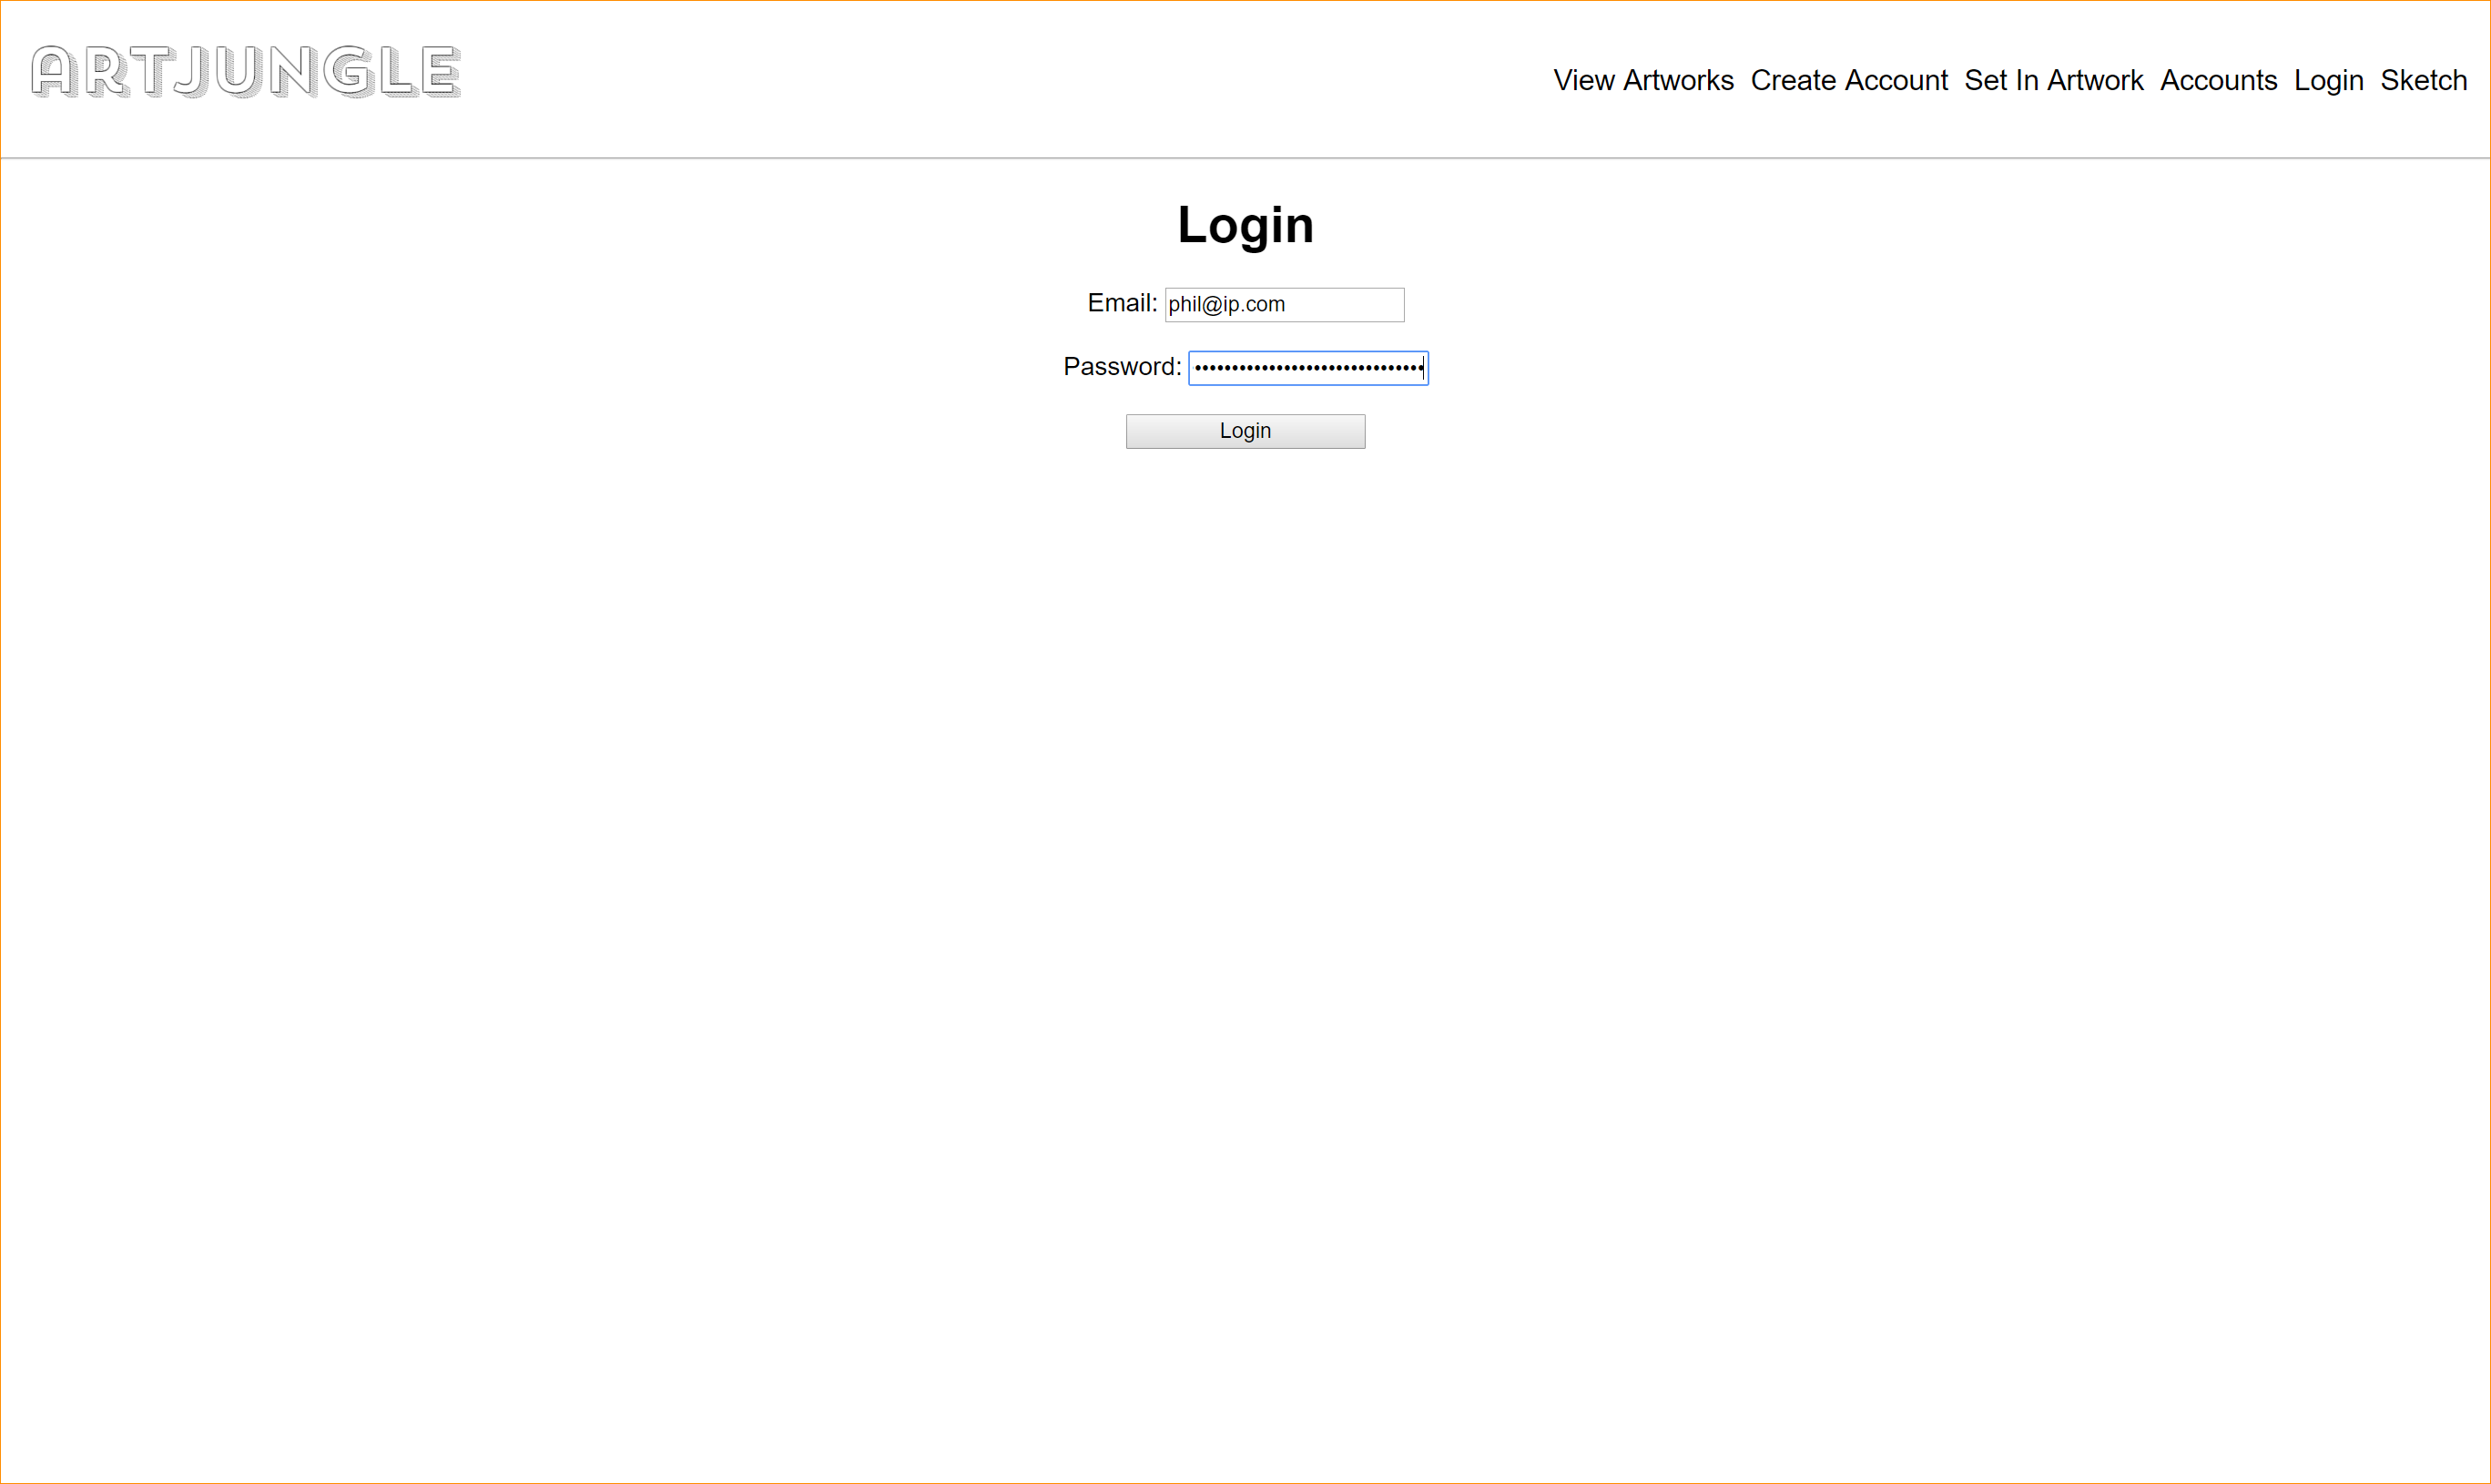 ARTJUNGLE
View Artworks Create Account Set In Artwork Accounts Login Sketch
Login
Email: phil@ip.com
Password: •••••••••••••••••••••••••••••••
Login